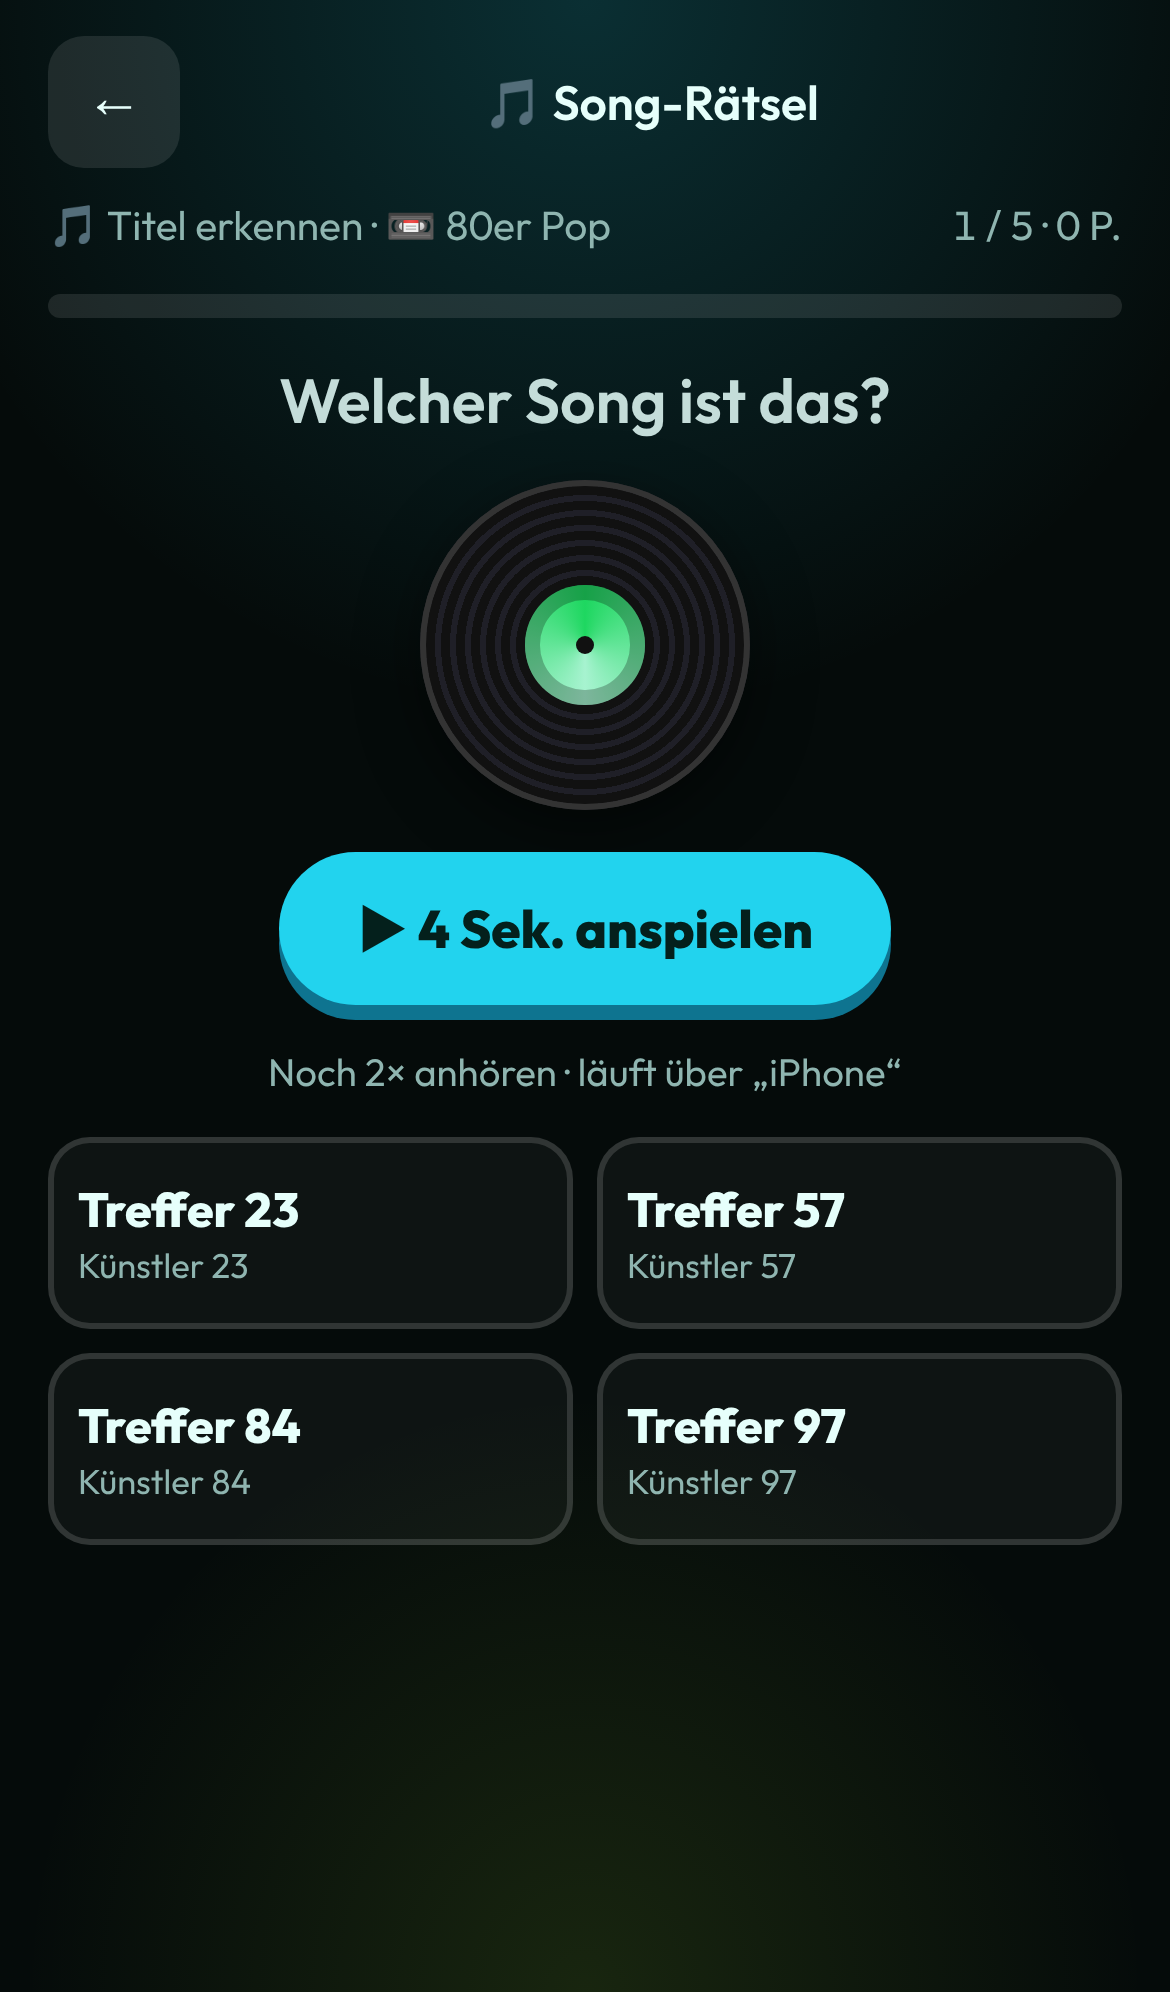 ← 🎵 Song-Rätsel
🎵 Titel erkennen · 📼 80er Pop 1 / 5 · 0 P.
Welcher Song ist das?
▶ 4 Sek. anspielen
Noch 2× anhören · läuft über „iPhone“
Treffer 23
Künstler 23
Treffer 57
Künstler 57
Treffer 84
Künstler 84
Treffer 97
Künstler 97